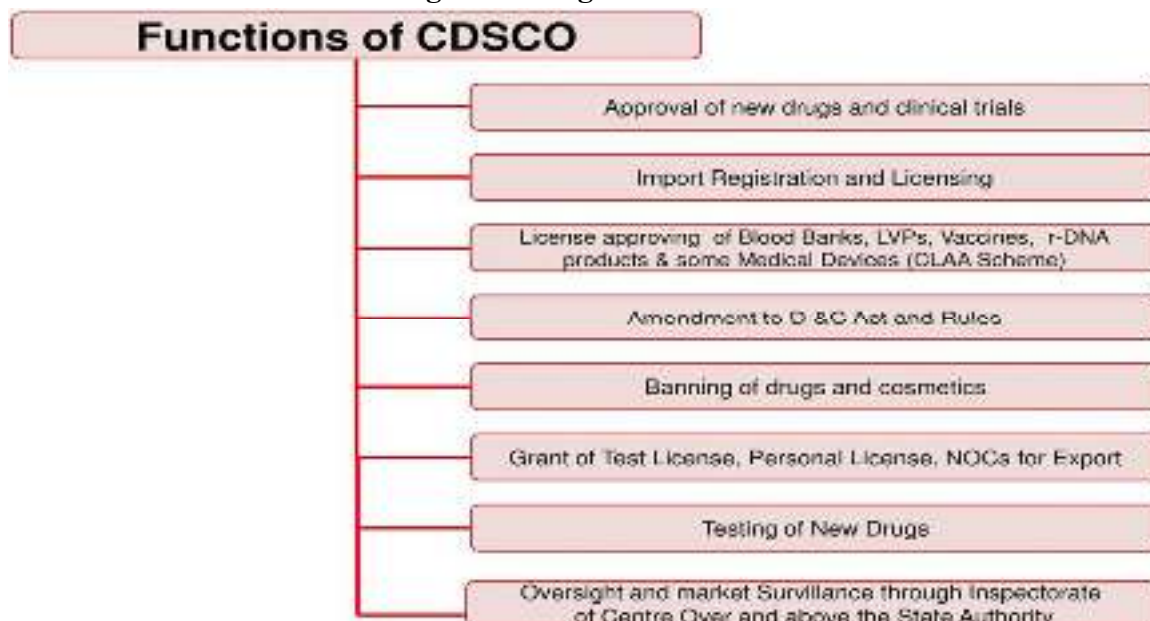 Functions of CDSCO
Approval of new drugs and clinical trials
Import Registration and Licensing
License approving of Blood Banks, LVPs, Vaccines, r-DNA
products & some Medical Devices (CLAA Scheme)
Amendment to D &C Act and Rules
Banning of drugs and cosmetics
Grant of Test License, Personal License, NOCs for Export
Testing of New Drugs
Oversight and market Survillance through Inspectorate
of Centre Over and above the State Authority